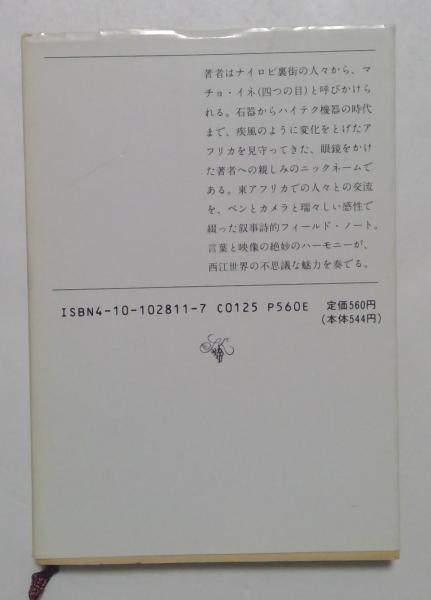 著者はナイロビ裏街の人々から、マ
チョ・イネ(四つの目)と呼びかけら
れる。石器からハイテク機器の時代
まで、疾風のように変化をとげたア
フリカを見守ってきた、眼鏡をかけ
た著者への親しみのニックネームで
ある。東アフリカでの人々との交流
を、ペンとカメラと瑞々しい感性で
綴った叙事詩的フィールド・ノート。
言葉と映像の絶妙のハーモニーが、
西江世界の不思議な魅力を奏でる。
ISBN4-10-102811-7 C0125 P560E 定価560円
(本体544円)